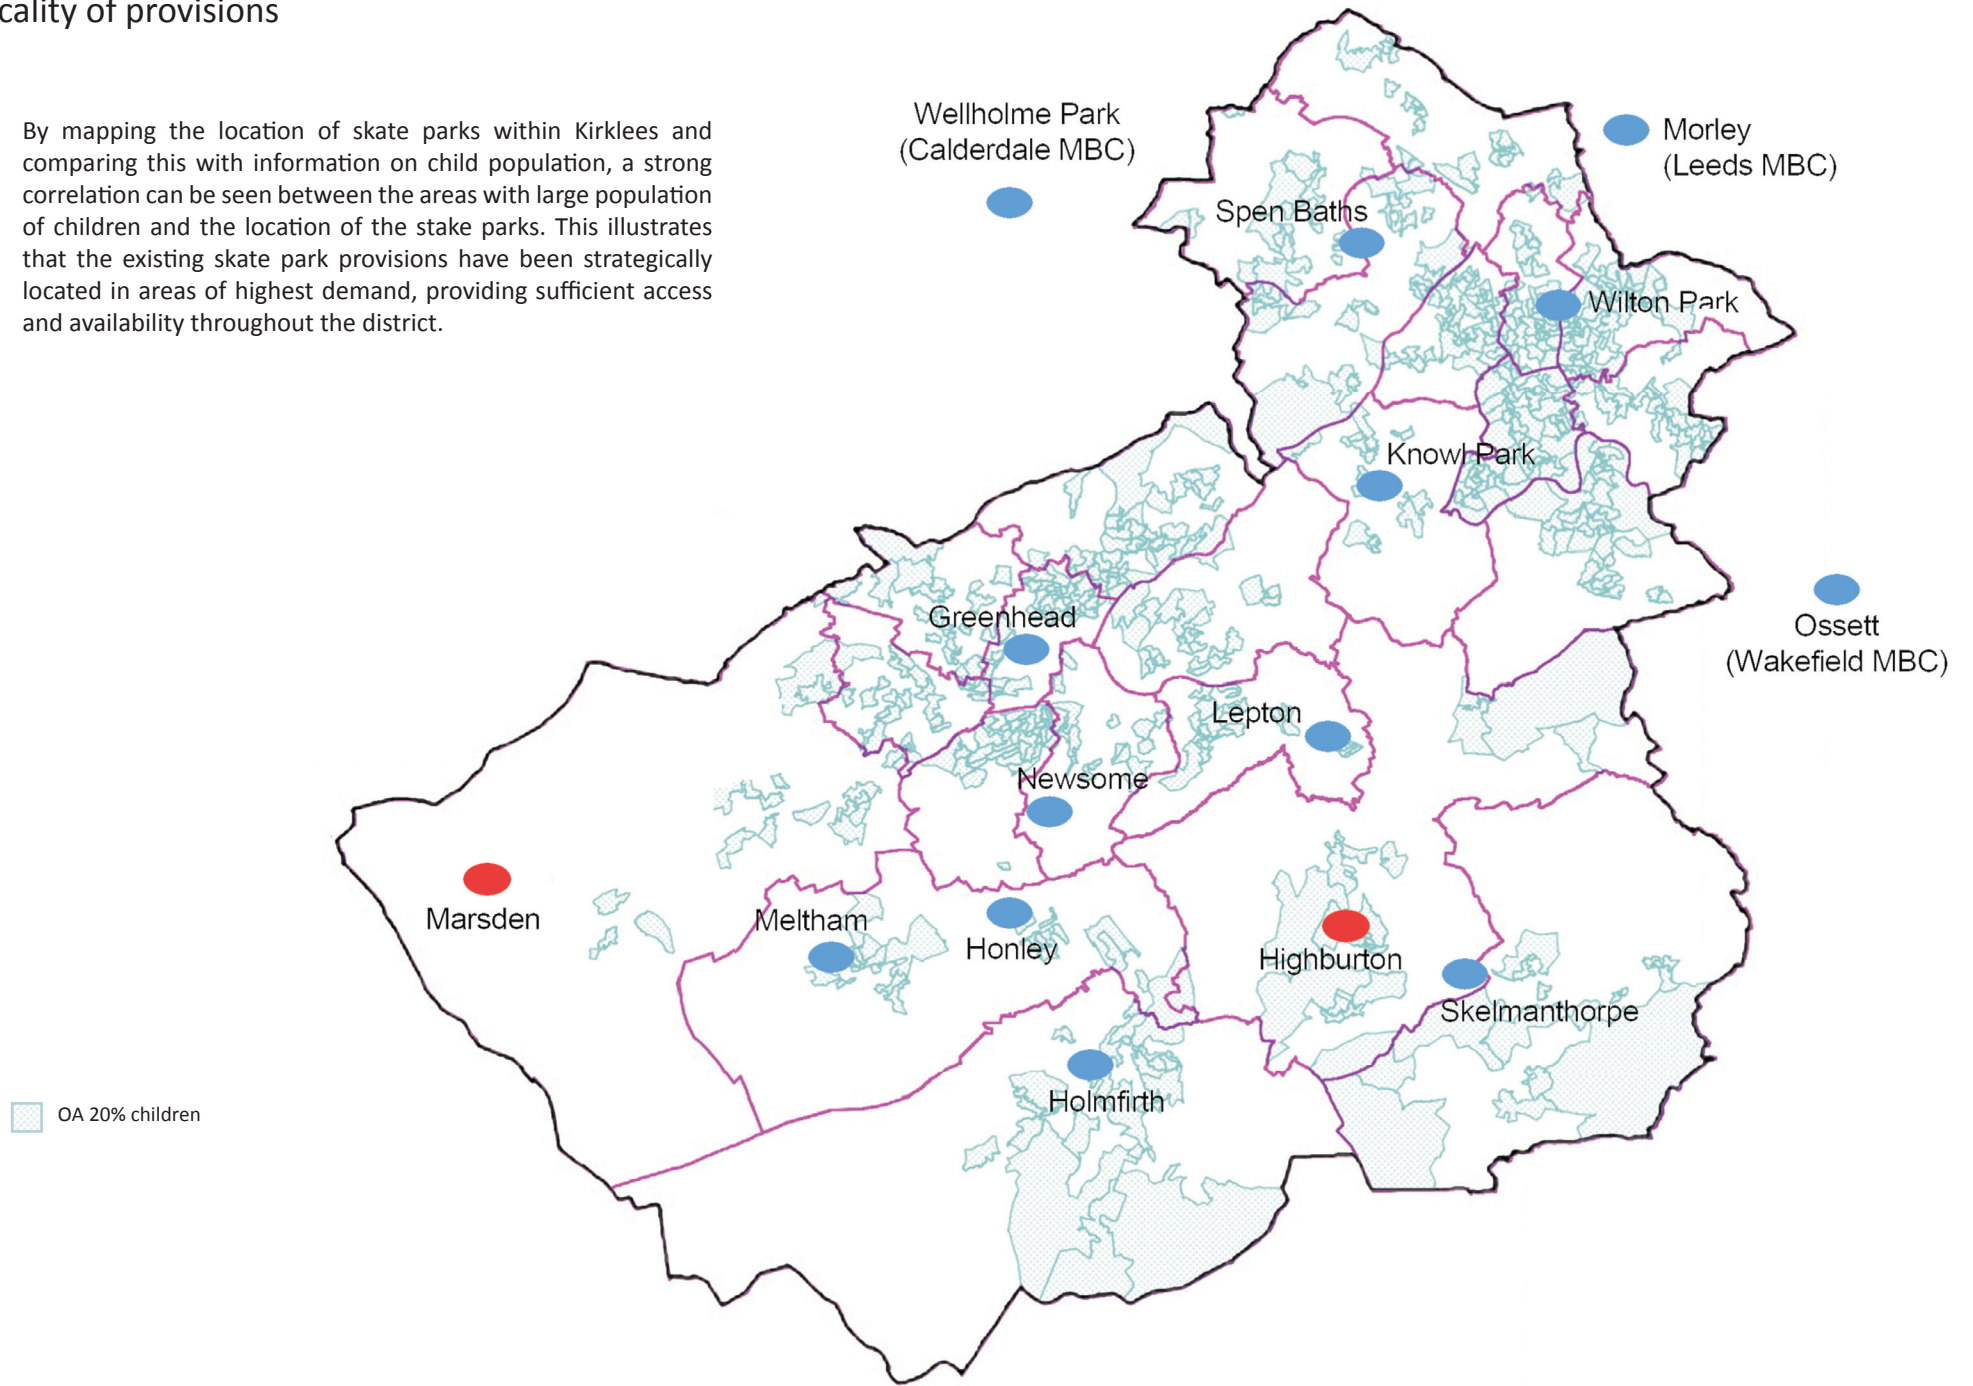 cality of provisions
By mapping the location of skate parks within Kirklees and
comparing this with information on child population, a strong
correlation can be seen between the areas with large population
of children and the location of the stake parks. This illustrates
that the existing skate park provisions have been strategically
located in areas of highest demand, providing sufficient access
and availability throughout the district.
Wellholme Park
(Calderdale MBC)
Morley
(Leeds MBC)
Spen Baths
Wilton Park
Knowl Park
Greenhead
Ossett
(Wakefield MBC)
Lepton
Newsome
Marsden
Meltham
Honley
Highburton
Skelmanthorpe
Holmfirth
OA 20% children